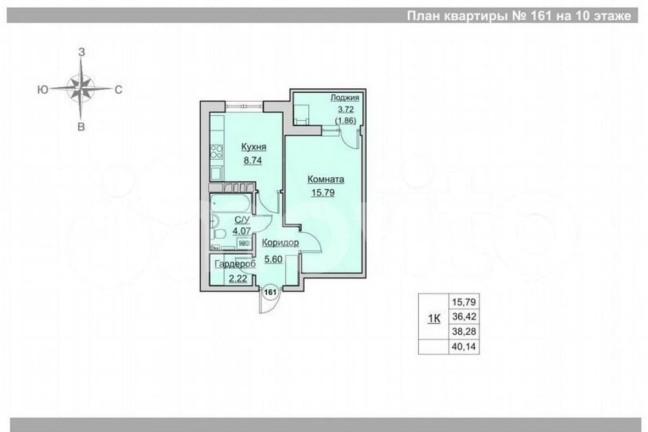 План квартиры № 161 на 10 этаже
З
Ю С
В
Лоджия
3.72
(1.86)
Кухня
8.74
Комната
15.79
С/У
4.07
Коридор
5.60
Гардероб
2.22
161
1К
15,79
36,42
38,28
40,14